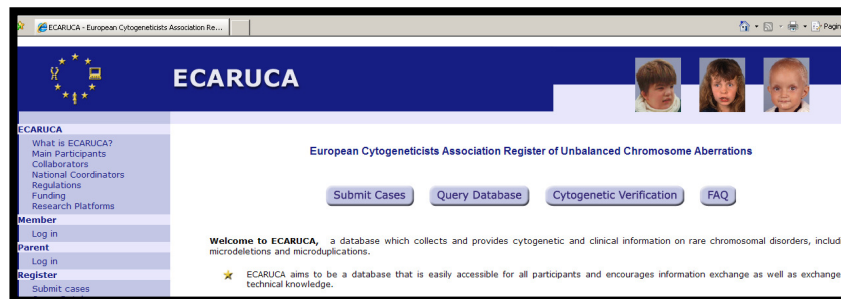 ECARUCA - European Cytogeneticists Association Re...
Pagin
ECARUCA
ECARUCA
What is ECARUCA?
Main Participants
Collaborators
National Coordinators
Regulations
Funding
Research Platforms
Member
Log in
Parent
Log in
Register
Submit cases
European Cytogeneticists Association Register of Unbalanced Chromosome Aberrations
Submit Cases Query Database Cytogenetic Verification FAQ
Welcome to ECARUCA, a database which collects and provides cytogenetic and clinical information on rare chromosomal disorders, includi
microdeletions and microduplications.
ECARUCA aims to be a database that is easily accessible for all participants and encourages information exchange as well as exchange
technical knowledge.